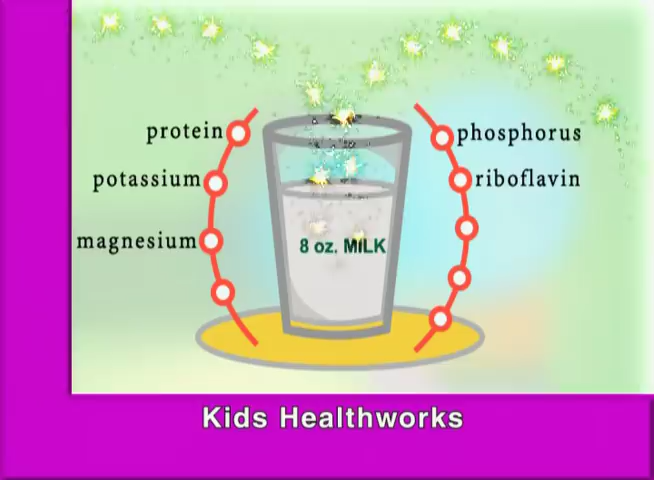 protein
phosphorus
potassium
riboflavin
magnesium
8 oz. MILK
Kids Healthworks